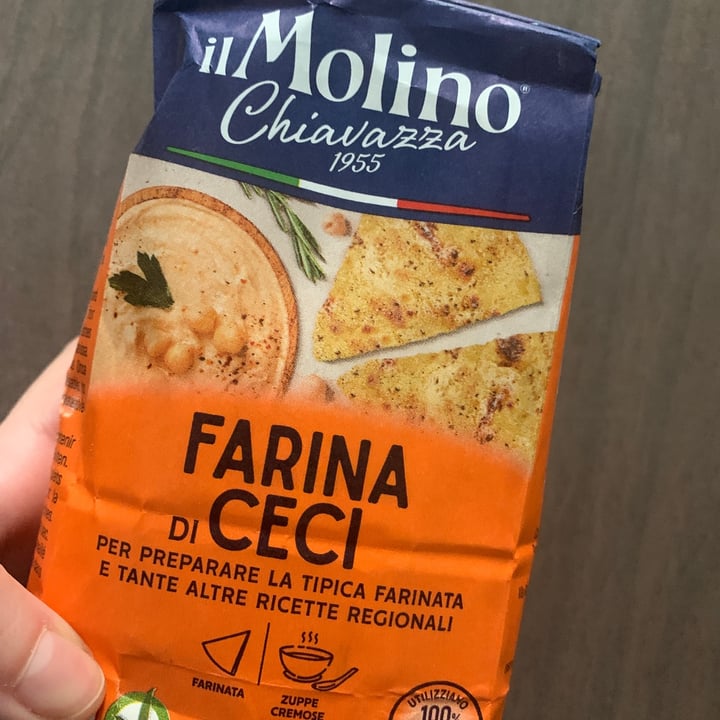 il Molino®
Chiavazza
1955
FARINA
DI CECI
PER PREPARARE LA TIPICA FARINATA
E TANTE ALTRE RICETTE REGIONALI
FARINATA
ZUPPE
CREMOSE
UTILIZZIAMO
100%